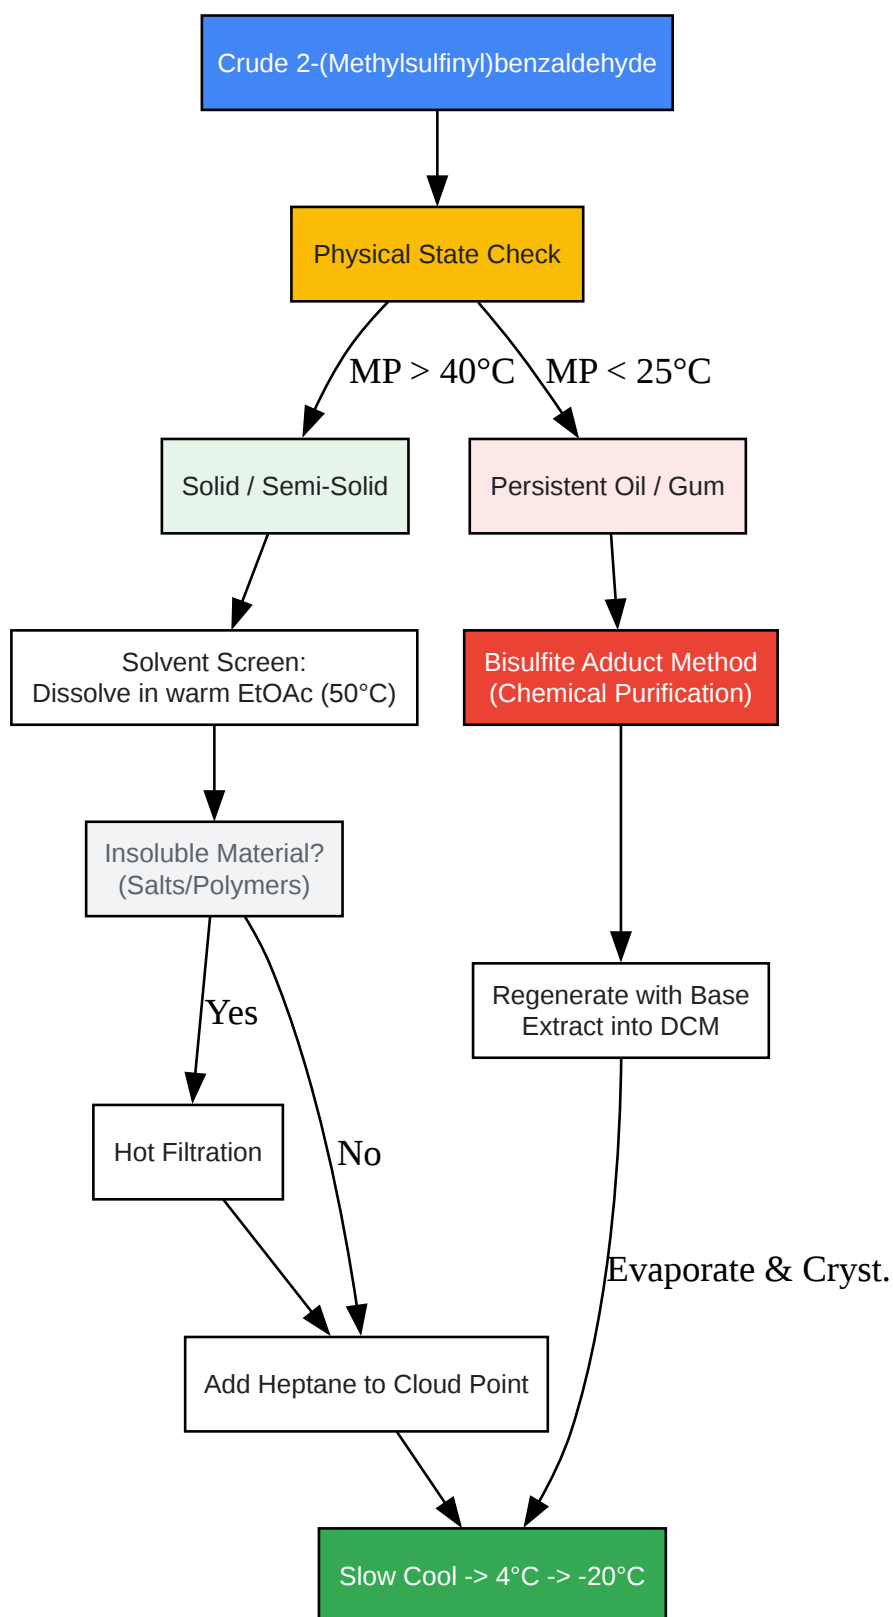 Crude 2-(Methylsulfinyl)benzaldehyde
Physical State Check
MP > 40°C
MP < 25°C
Solid / Semi-Solid
Persistent Oil / Gum
Solvent Screen:
Dissolve in warm EtOAc (50°C)
Bisulfite Adduct Method
(Chemical Purification)
Insoluble Material?
(Salts/Polymers)
Regenerate with Base
Extract into DCM
Yes
Hot Filtration
No
Evaporate & Cryst.
Add Heptane to Cloud Point
Slow Cool -> 4°C -> -20°C